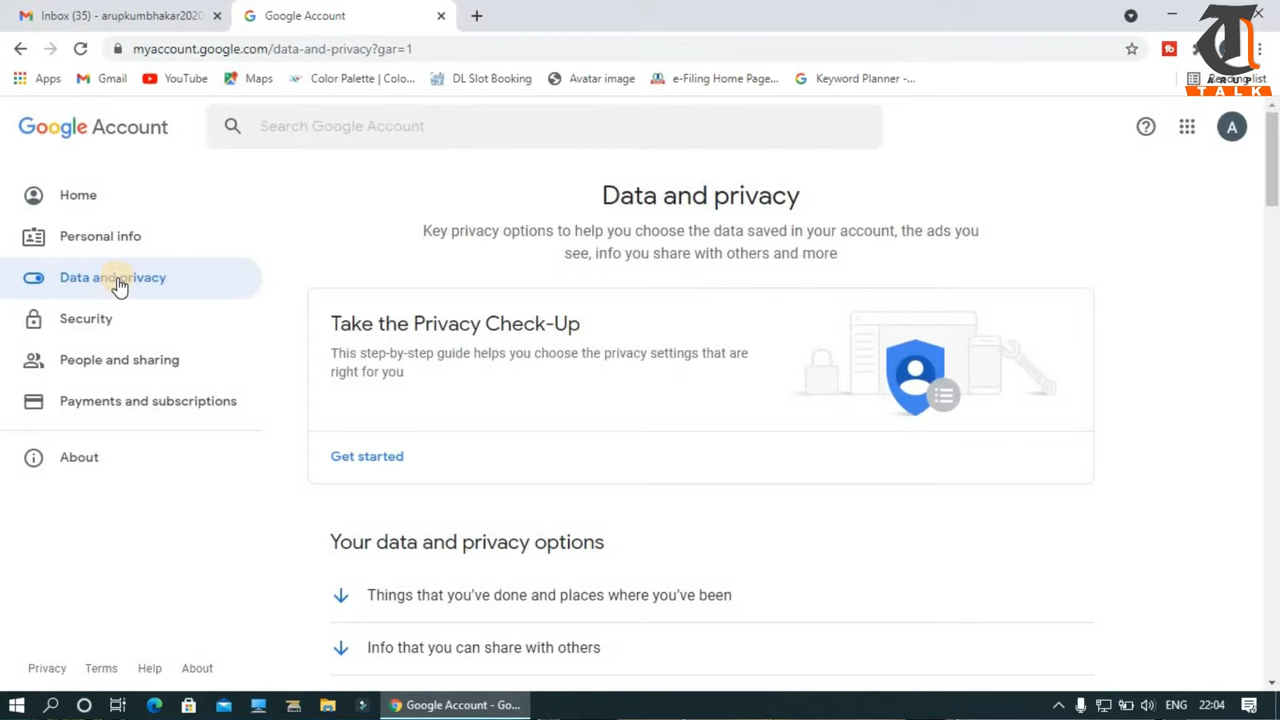 Inbox (35) - arupkumbhakar2020
Google Account
myaccount.google.com/data-and-privacy?gar=1
Apps
Gmail
YouTube
Maps
Color Palette | Colo...
DL Slot Booking
Avatar image
e-Filing Home Page...
Keyword Planner -...
Reading list
ARUP
TALK
Google Account
Search Google Account
A
Home
Personal info
Data and privacy
Security
People and sharing
Payments and subscriptions
About
Data and privacy
Key privacy options to help you choose the data saved in your account, the ads you
see, info you share with others and more
Take the Privacy Check-Up
This step-by-step guide helps you choose the privacy settings that are
right for you
Get started
Your data and privacy options
Things that you've done and places where you've been
Info that you can share with others
Privacy
Terms
Help
About
Google Account - Go...
ENG
22:04